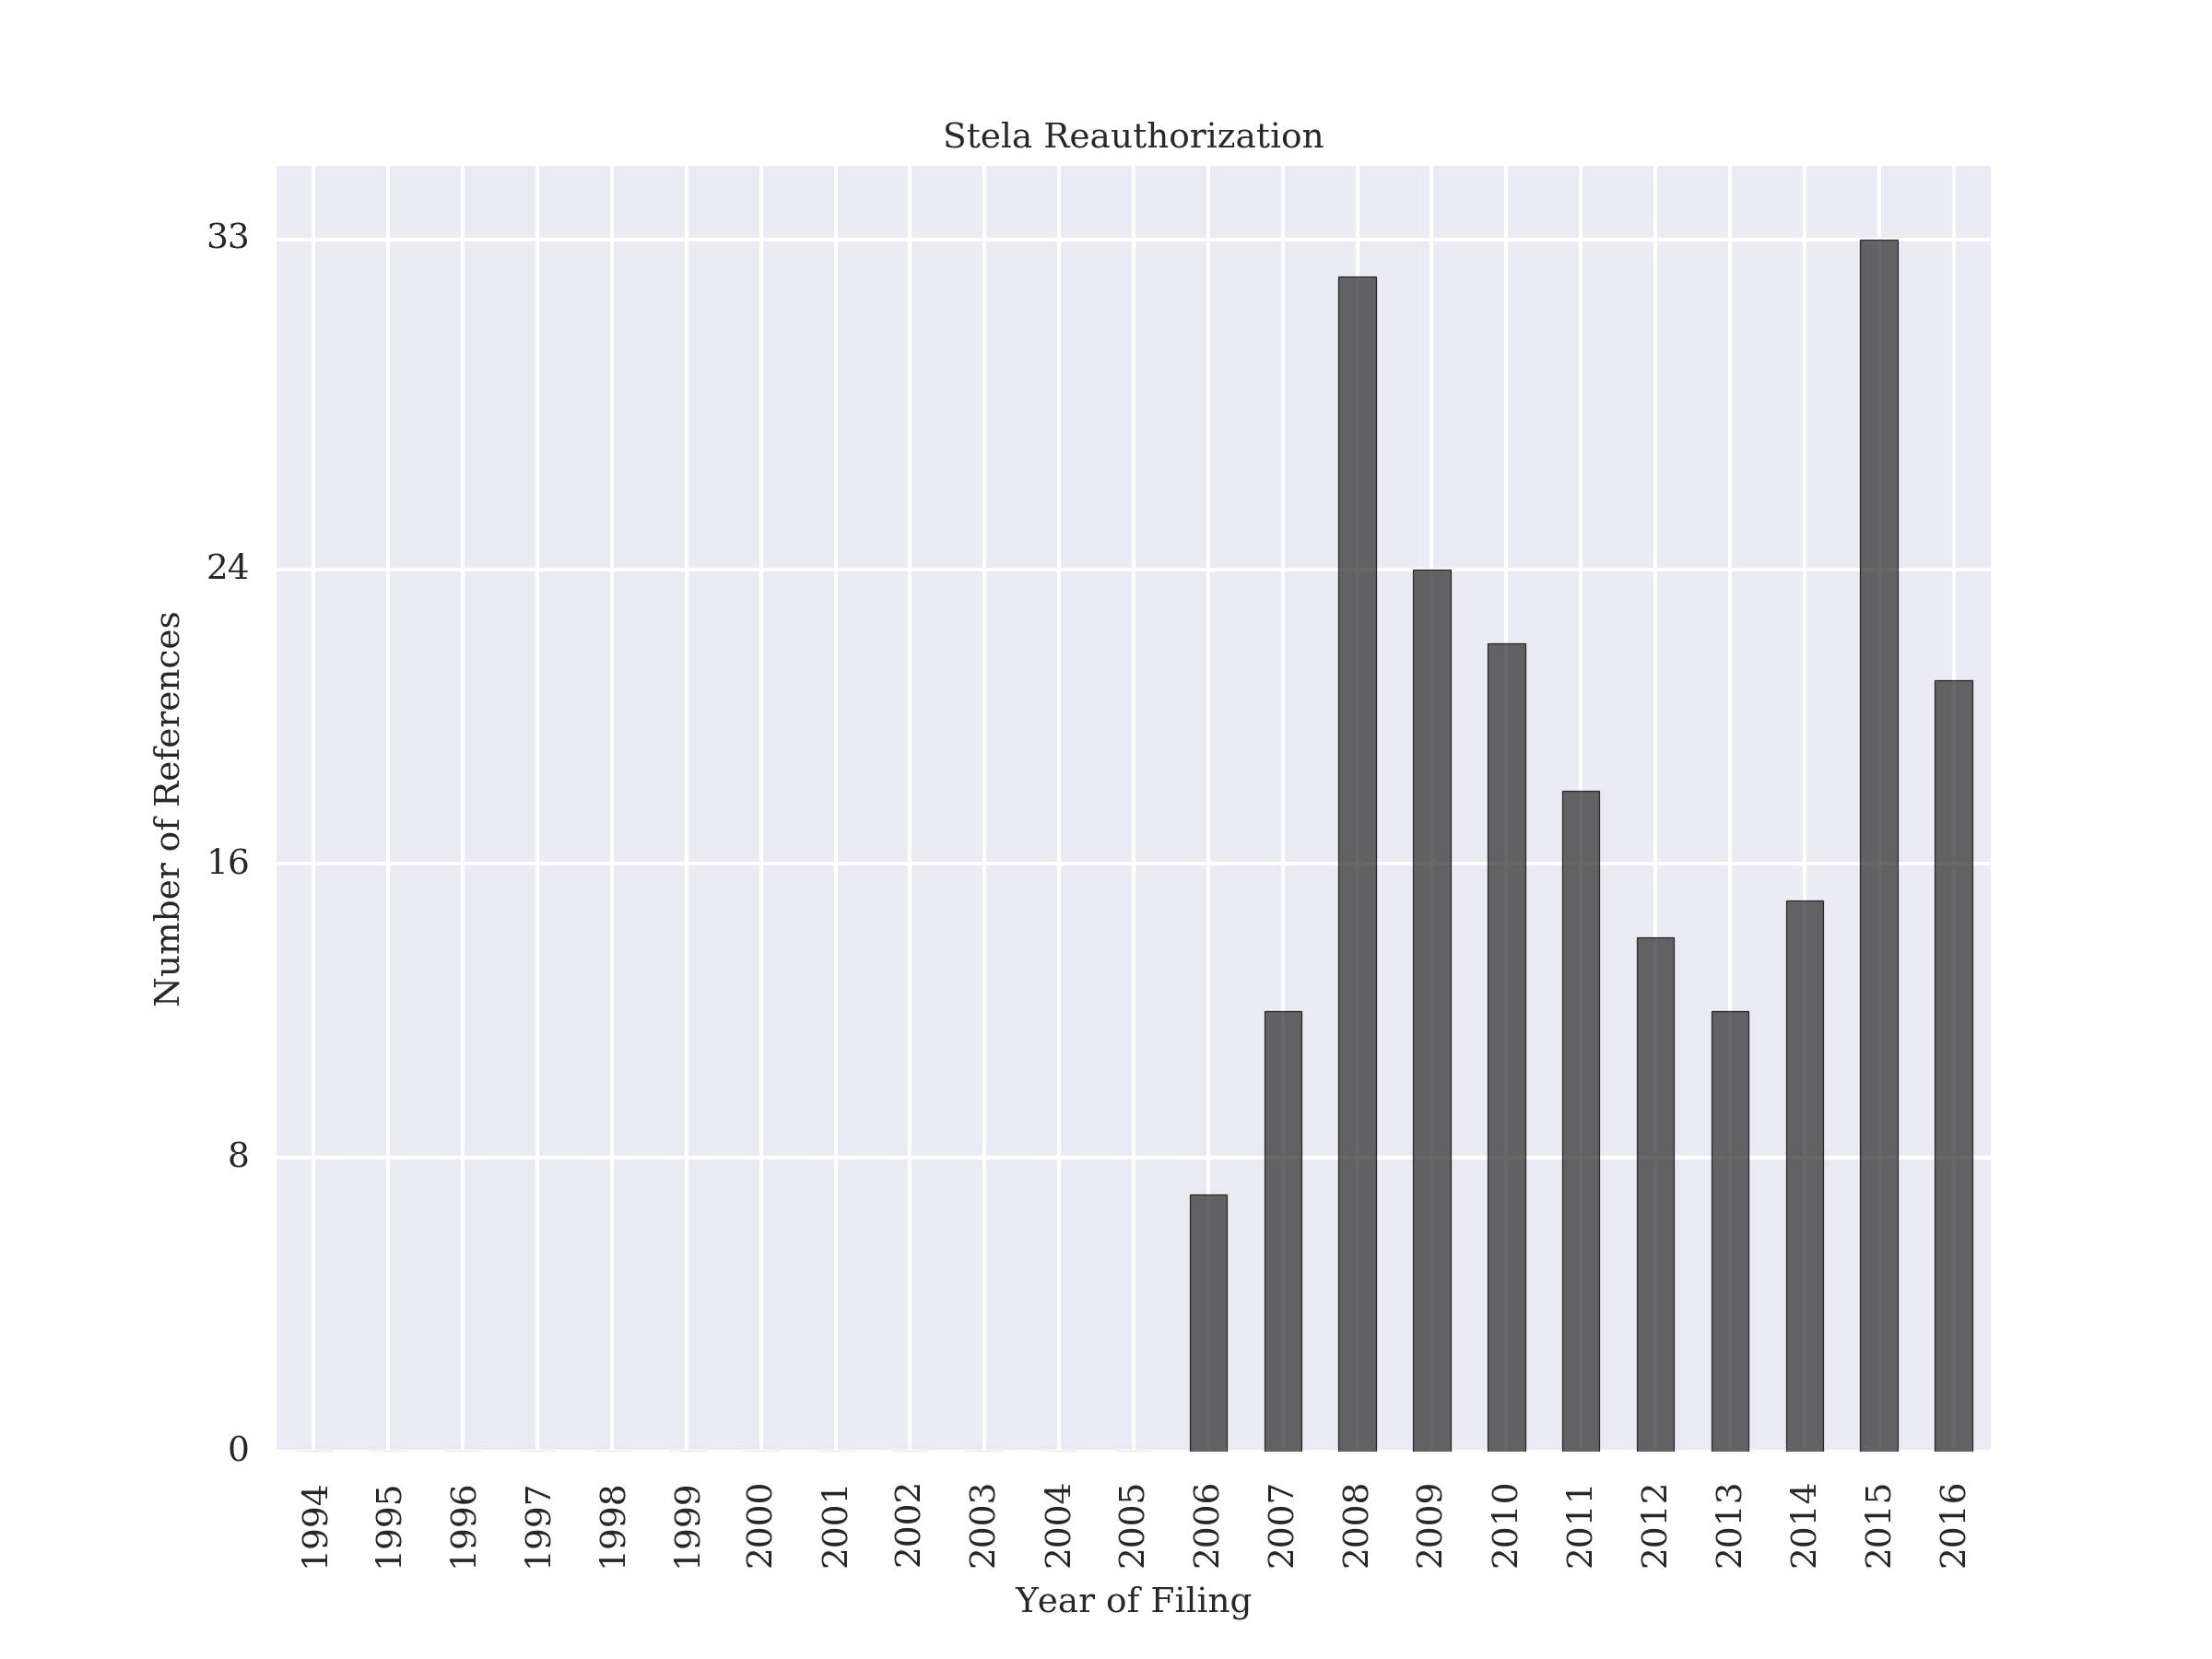 Stela Reauthorization
33
24
16
8
0
Number of References
1994 1995 1996 1997 1998 1999 2000 2001 2002 2003 2004 2005 2006 2007 2008 2009 2010 2011 2012 2013 2014 2015 2016
Year of Filing